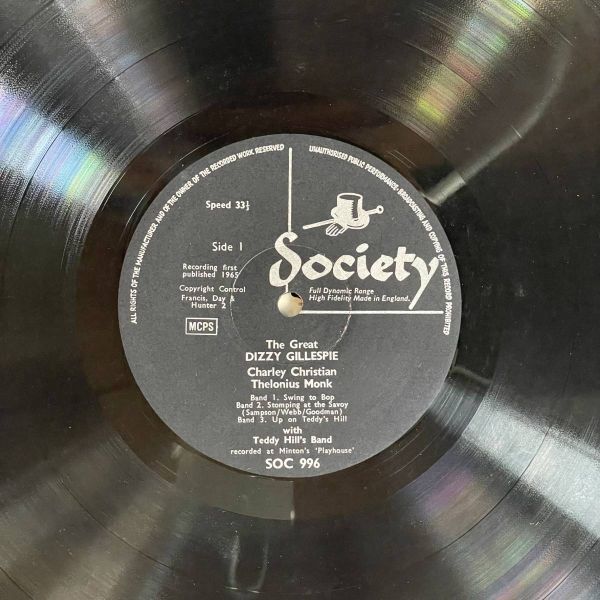 ALL RIGHTS OF THE MANUFACTURER AND OF THE OWNER OF THE RECORDED WORK RESERVED
UNAUTHORISED PUBLIC PERFORMANCE · BROADCASTING AND COPYING OF THIS RECORD PROHIBITED
Speed 33⅓
Side 1
Society
Recording first
published 1965
Full Dynamic Range
High Fidelity Made in England.
Copyright Control
Francis, Day &
Hunter 2
MCPS
The Great
DIZZY GILLESPIE
Charley Christian
Thelonius Monk
Band 1. Swing to Bop
Band 2. Stomping at the Savoy
(Sampton/Webb/Goodman)
Band 3. Up on Teddy's Hill
with
Teddy Hill's Band
recorded at Minton's 'Playhouse'
SOC 996